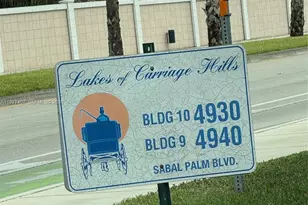 Lakes of Carriage Hills
BLDG 10 4930
BLDG 9 4940
SABAL PALM BLVD.